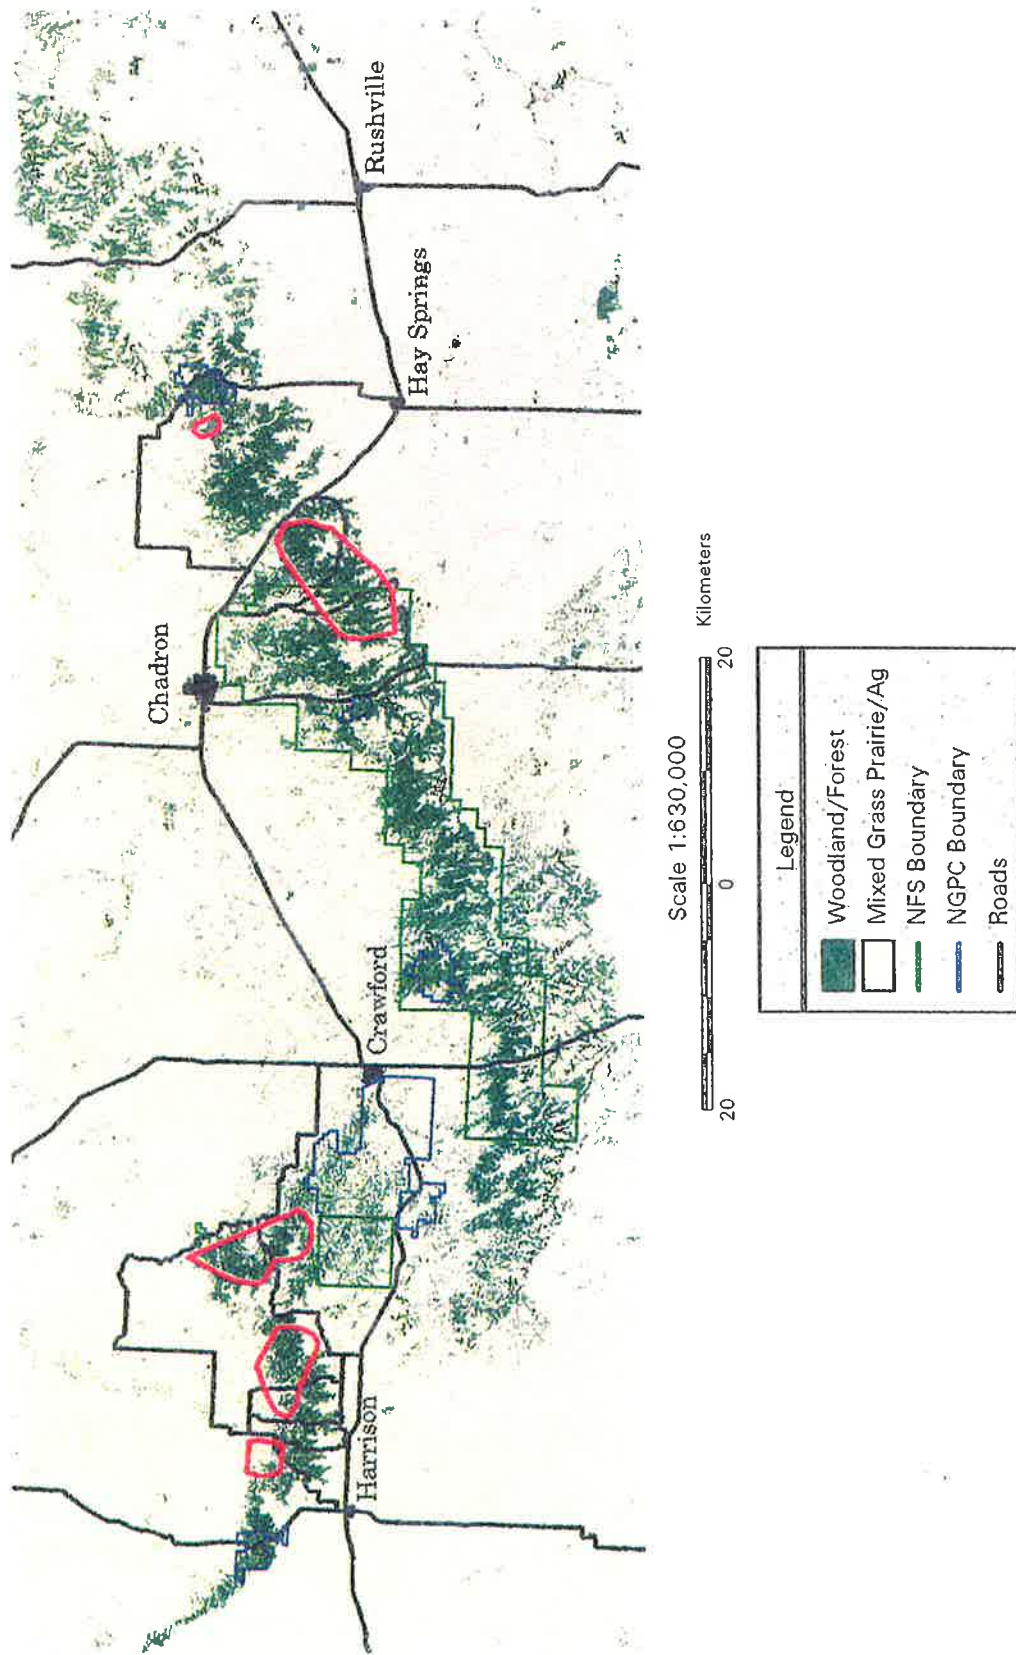 Rushville
Hay Springs
Chadron
Crawford
Harrison
Scale 1:630,000
20 0 20 Kilometers
Legend
Woodland/Forest
Mixed Grass Prairie/Ag
NFS Boundary
NGPC Boundary
Roads